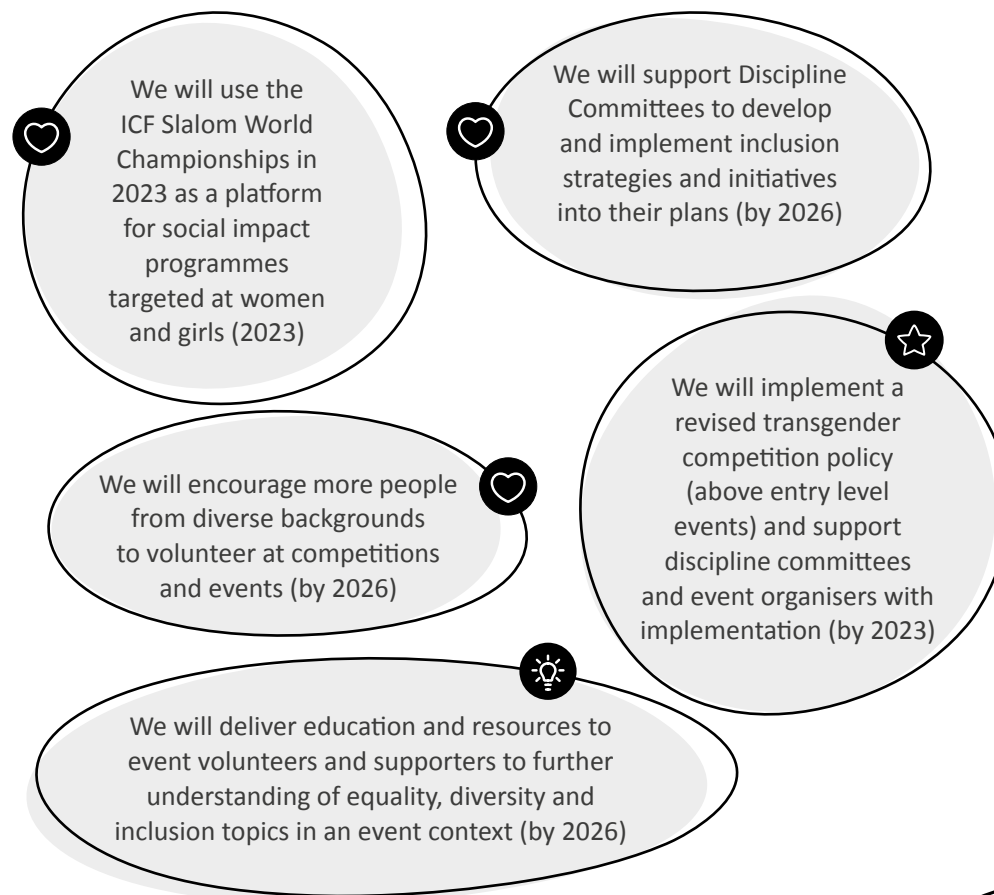 We will use the
ICF Slalom World
Championships in
2023 as a platform
for social impact
programmes
targeted at women
and girls (2023)
We will support Discipline
Committees to develop
and implement inclusion
strategies and initiatives
into their plans (by 2026)
We will encourage more people
from diverse backgrounds
to volunteer at competitions
and events (by 2026)
We will implement a
revised transgender
competition policy
(above entry level
events) and support
discipline committees
and event organisers with
implementation (by 2023)
We will deliver education and resources to
event volunteers and supporters to further
understanding of equality, diversity and
inclusion topics in an event context (by 2026)